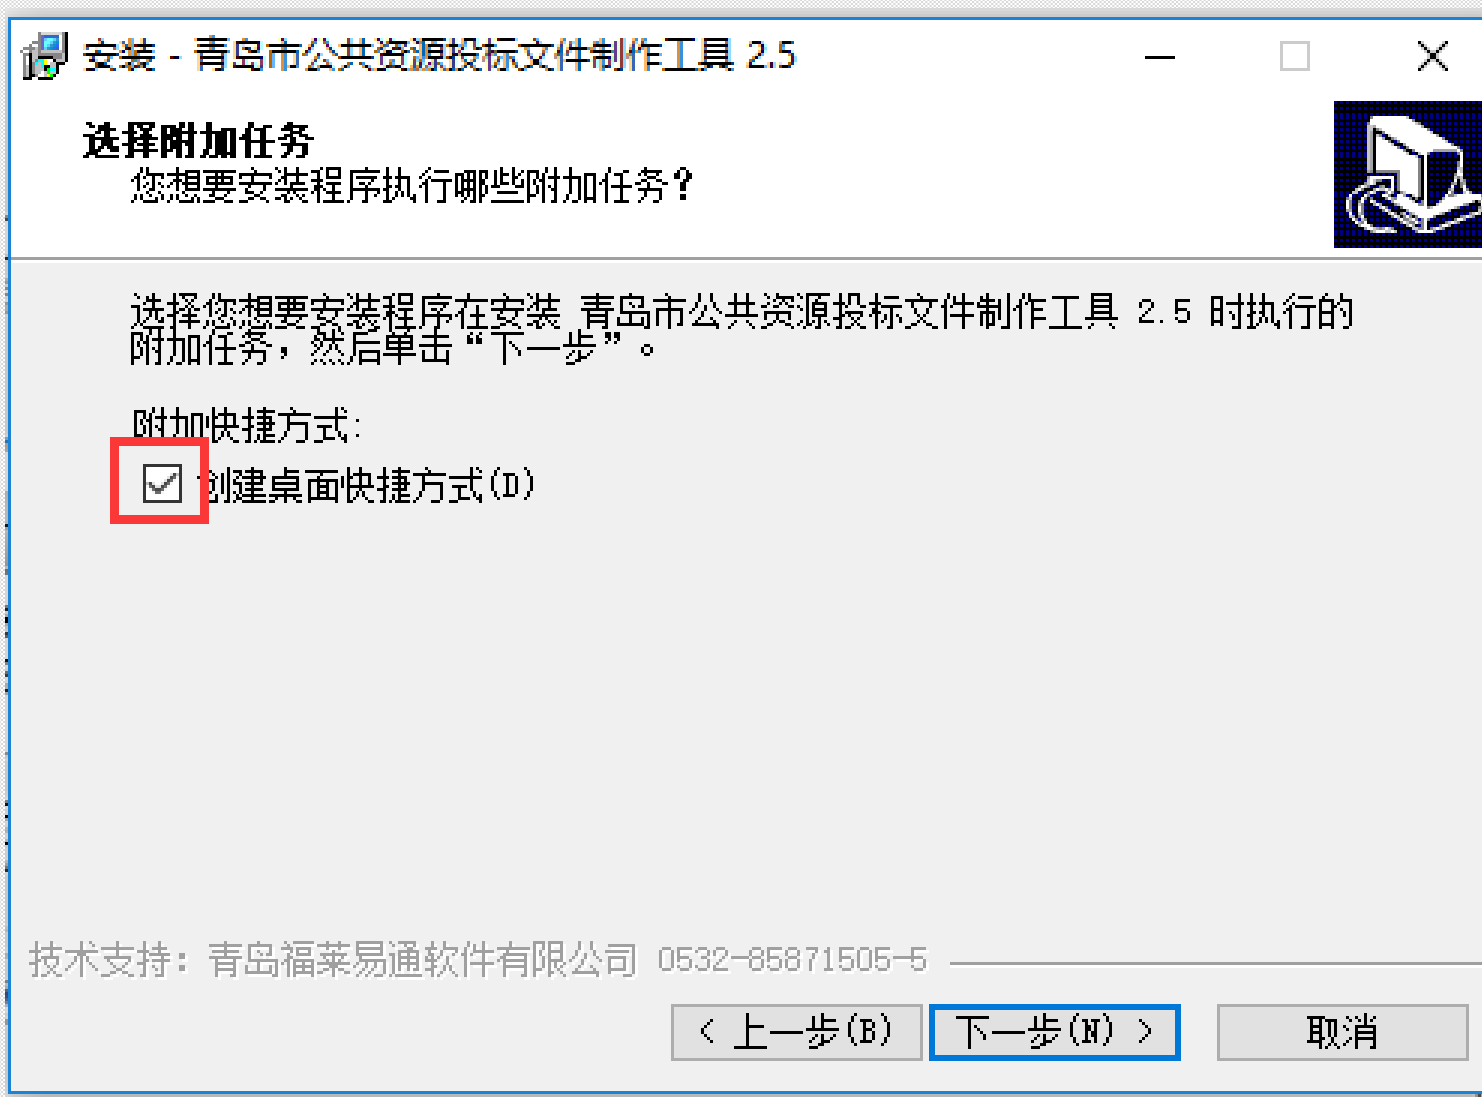 安装 - 青岛市公共资源投标文件制作工具 2.5
选择附加任务
您想要安装程序执行哪些附加任务?
选择您想要安装程序在安装 青岛市公共资源投标文件制作工具 2.5 时执行的
附加任务，然后单击“下一步”。
附加快捷方式:
创建桌面快捷方式(D)
技术支持: 青岛福莱易通软件有限公司 0532-85871505-5
< 上一步(B)
下一步(N) >
取消